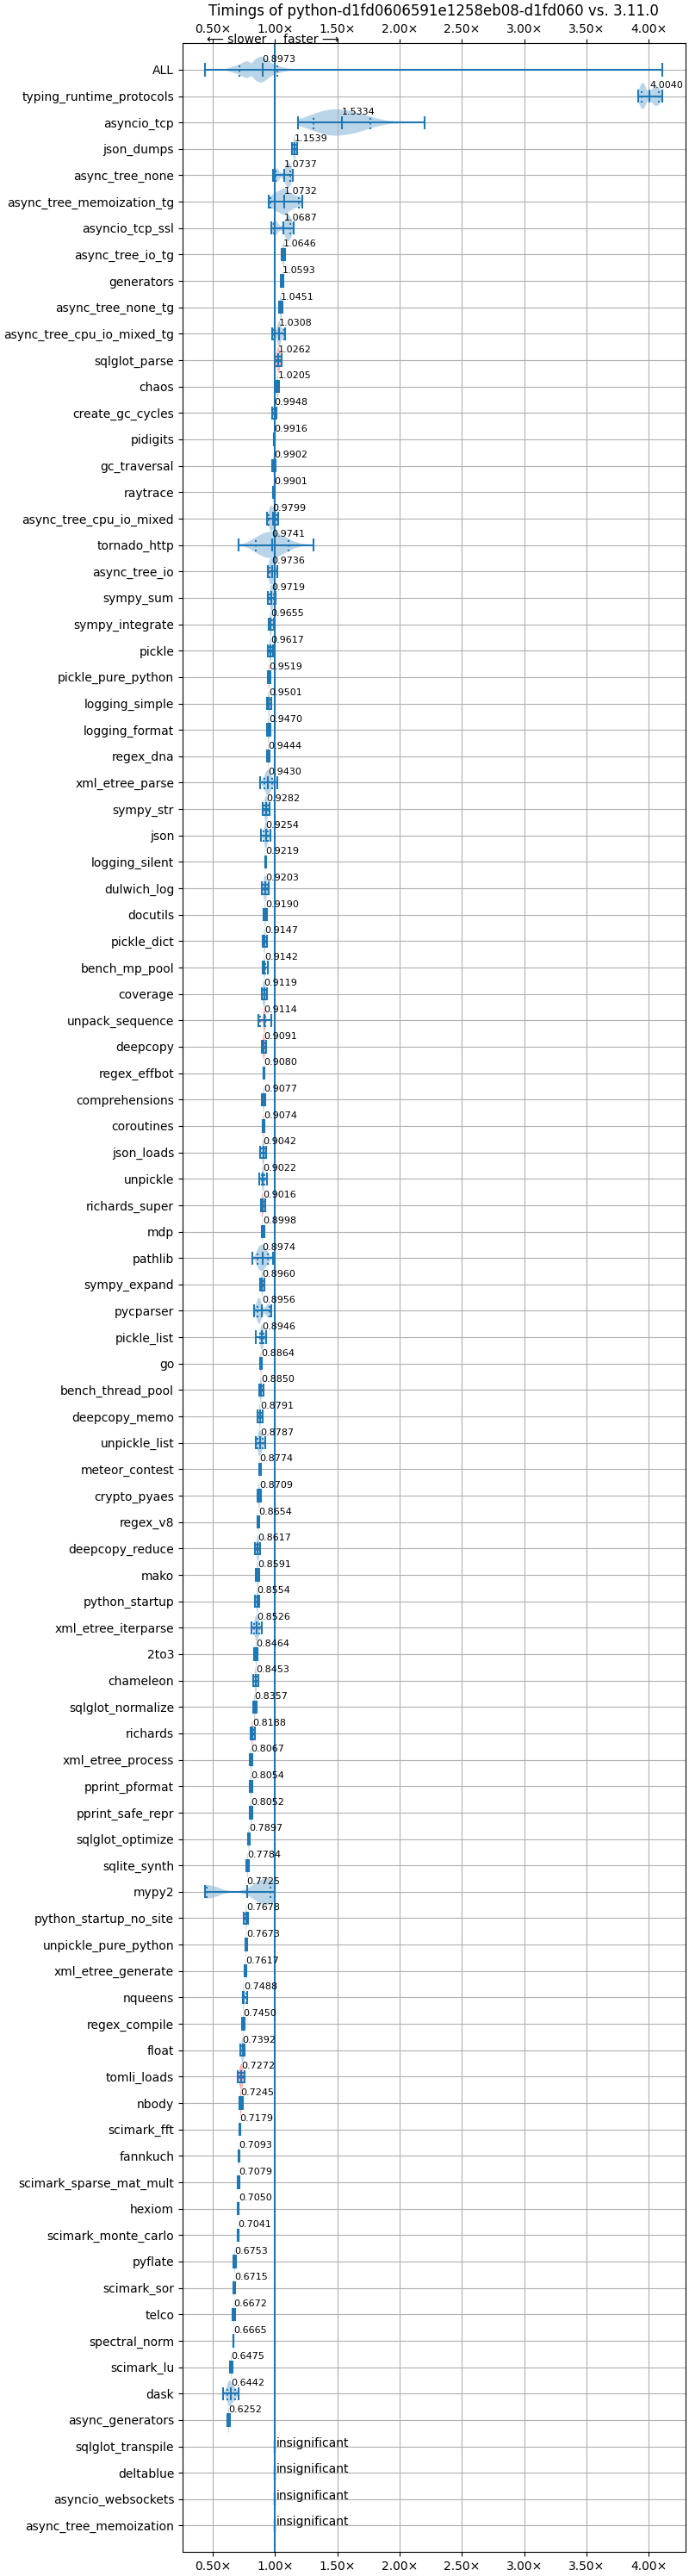 Timings of python-d1fd0606591e1258eb08-d1fd060 vs. 3.11.0
0.50× 1.00× 1.50× 2.00× 2.50× 3.00× 3.50× 4.00×
⟵ slower faster ⟶
ALL 0.8973
typing_runtime_protocols 4.0040
asyncio_tcp 1.5334
json_dumps 1.1539
async_tree_none 1.0737
async_tree_memoization_tg 1.0732
asyncio_tcp_ssl 1.0687
async_tree_io_tg 1.0646
generators 1.0593
async_tree_none_tg 1.0451
async_tree_cpu_io_mixed_tg 1.0308
sqlglot_parse 1.0262
chaos 1.0205
create_gc_cycles 0.9948
pidigits 0.9916
gc_traversal 0.9902
raytrace 0.9901
async_tree_cpu_io_mixed 0.9799
tornado_http 0.9741
async_tree_io 0.9736
sympy_sum 0.9719
sympy_integrate 0.9655
pickle 0.9617
pickle_pure_python 0.9519
logging_simple 0.9501
logging_format 0.9470
regex_dna 0.9444
xml_etree_parse 0.9430
sympy_str 0.9282
json 0.9254
logging_silent 0.9219
dulwich_log 0.9203
docutils 0.9190
pickle_dict 0.9147
bench_mp_pool 0.9142
coverage 0.9119
unpack_sequence 0.9114
deepcopy 0.9091
regex_effbot 0.9080
comprehensions 0.9077
coroutines 0.9074
json_loads 0.9042
unpickle 0.9022
richards_super 0.9016
mdp 0.8998
pathlib 0.8974
sympy_expand 0.8960
pycparser 0.8956
pickle_list 0.8946
go 0.8864
bench_thread_pool 0.8850
deepcopy_memo 0.8791
unpickle_list 0.8787
meteor_contest 0.8774
crypto_pyaes 0.8709
regex_v8 0.8654
deepcopy_reduce 0.8617
mako 0.8591
python_startup 0.8554
xml_etree_iterparse 0.8526
2to3 0.8464
chameleon 0.8453
sqlglot_normalize 0.8357
richards 0.8188
xml_etree_process 0.8067
pprint_pformat 0.8054
pprint_safe_repr 0.8052
sqlglot_optimize 0.7897
sqlite_synth 0.7784
mypy2 0.7725
python_startup_no_site 0.7678
unpickle_pure_python 0.7673
xml_etree_generate 0.7617
nqueens 0.7488
regex_compile 0.7450
float 0.7392
tomli_loads 0.7272
nbody 0.7245
scimark_fft 0.7179
fannkuch 0.7093
scimark_sparse_mat_mult 0.7079
hexiom 0.7050
scimark_monte_carlo 0.7041
pyflate 0.6753
scimark_sor 0.6715
telco 0.6672
spectral_norm 0.6665
scimark_lu 0.6475
dask 0.6442
async_generators 0.6252
sqlglot_transpile insignificant
deltablue insignificant
asyncio_websockets insignificant
async_tree_memoization insignificant
0.50× 1.00× 1.50× 2.00× 2.50× 3.00× 3.50× 4.00×